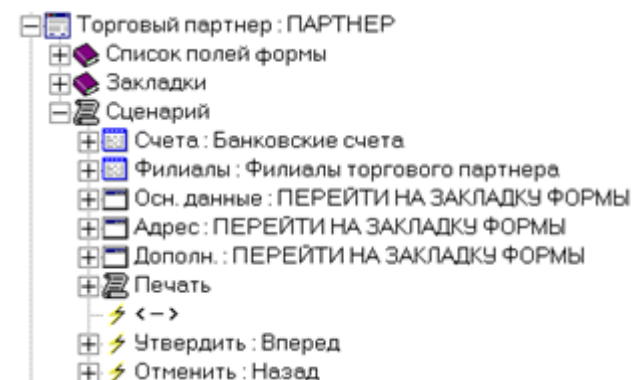 Торговый партнер : ПАРТНЕР
Список полей формы
Закладки
Сценарий
Счета : Банковские счета
Филиалы : Филиалы торгового партнера
Осн. данные : ПЕРЕЙТИ НА ЗАКЛАДКУ ФОРМЫ
Адрес : ПЕРЕЙТИ НА ЗАКЛАДКУ ФОРМЫ
Дополн. : ПЕРЕЙТИ НА ЗАКЛАДКУ ФОРМЫ
Печать
<->
Утвердить : Вперед
Отменить : Назад